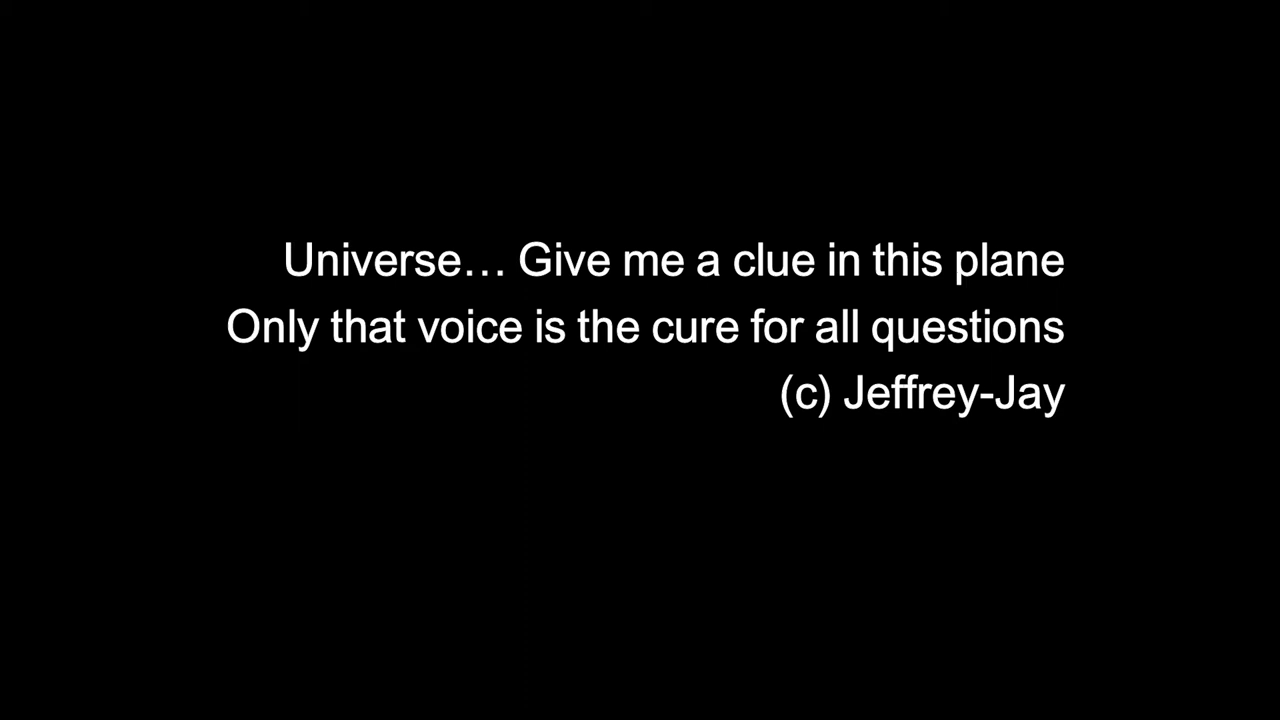 Universe… Give me a clue in this plane
Only that voice is the cure for all questions
(c) Jeffrey-Jay